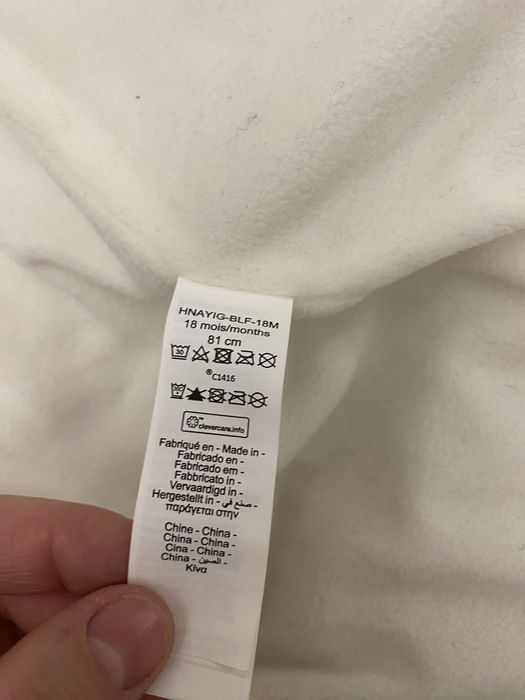 HNAYIG-BLF-18M
18 mois/months
81 cm
30
®C1416
clevercare.info
Fabriqué en - Made in -
Fabricado en -
Fabricado em -
Fabbricato in -
Vervaardigd in -
Hergestellt in - صنع في -
παράγεται στην
Chine - China -
China - China -
Cina - China -
China - الصين -
Κίνα